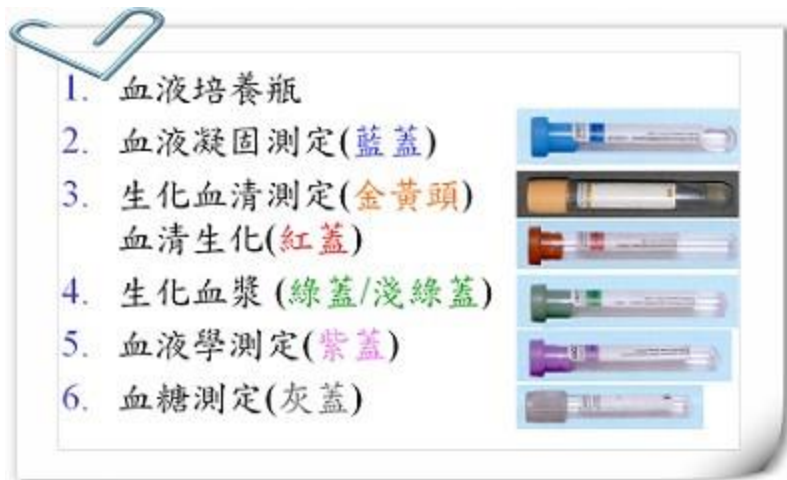 1. 血液培養瓶
2. 血液凝固測定(藍蓋)
3. 生化血清測定(金黃頭)
血清生化(紅蓋)
4. 生化血漿 (綠蓋/淺綠蓋)
5. 血液學測定(紫蓋)
6. 血糖測定(灰蓋)